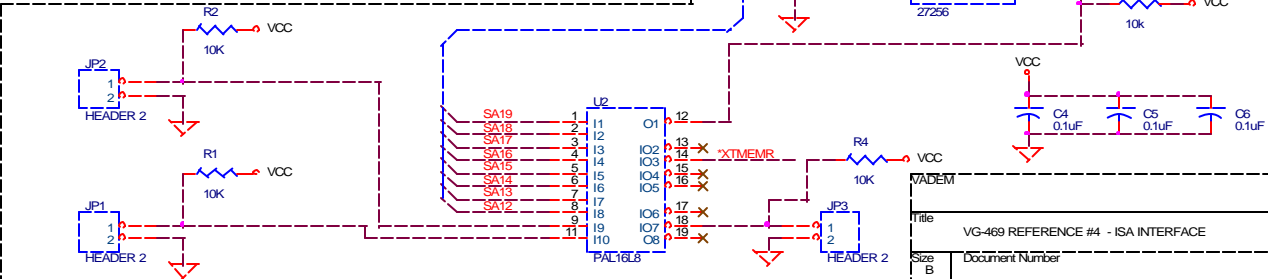 R2
VCC
10K
JP2
1
2
HEADER 2
R1
VCC
10K
JP1
1
2
HEADER 2
27256
VCC
10k
U2
SA19 1 I1 O1 12
SA18 2 I2
SA17 3 I3 IO2 13
SA16 4 I4 IO3 14 *XTMEMR
SA15 5 I5 IO4 15
SA14 6 I6 IO5 16
SA13 7 I7
SA12 8 I8 IO6 17
9 I9 IO7 18
11 I10 O8 19
PAL16L8
R4
VCC
10K
JP3
1
2
HEADER 2
VCC
C4
0.1uF
C5
0.1uF
C6
0.1uF
VADEM
Title
VG-469 REFERENCE #4 - ISA INTERFACE
Size
B
Document Number